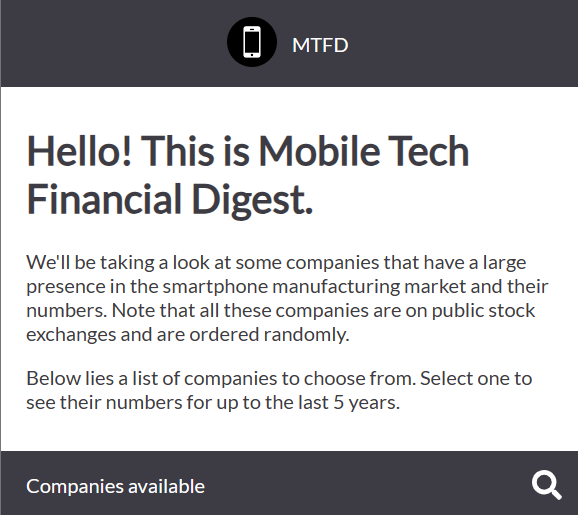 MTFD
Hello! This is Mobile Tech
Financial Digest.
We'll be taking a look at some companies that have a large
presence in the smartphone manufacturing market and their
numbers. Note that all these companies are on public stock
exchanges and are ordered randomly.
Below lies a list of companies to choose from. Select one to
see their numbers for up to the last 5 years.
Companies available